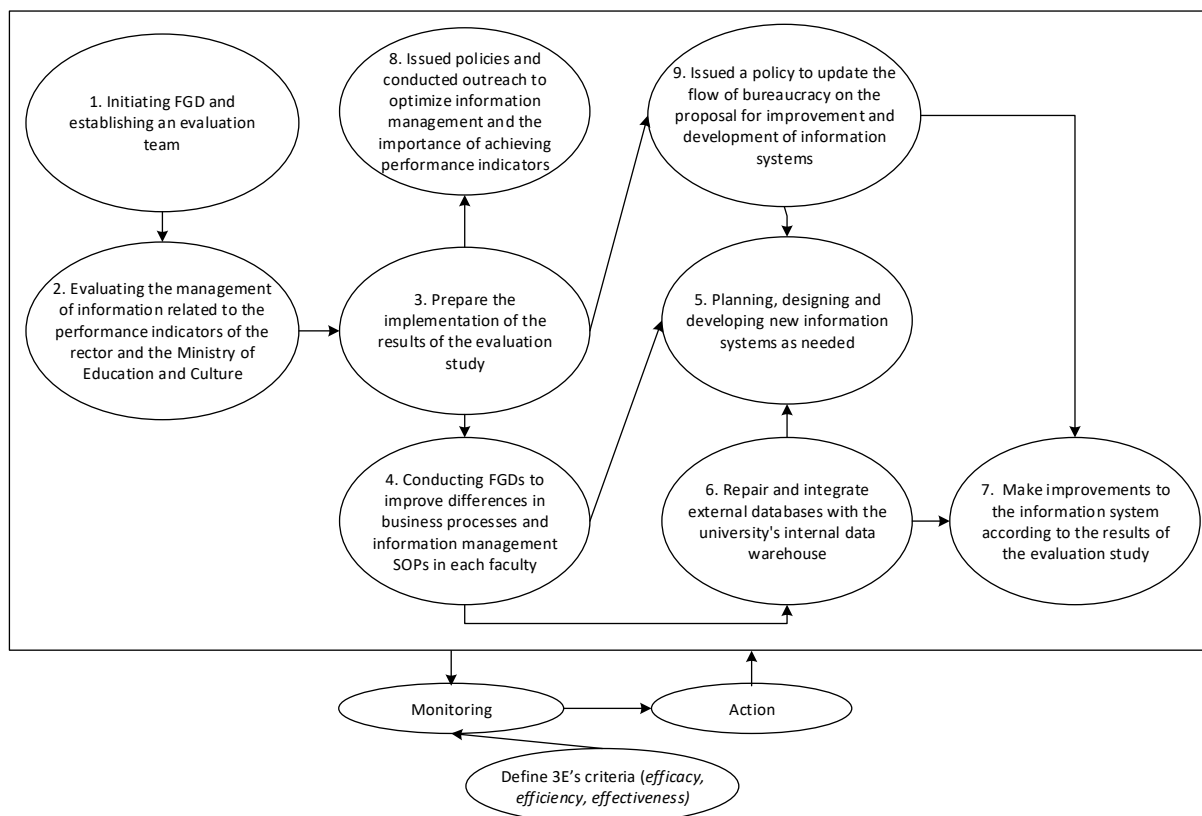 1. Initiating FGD and
establishing an evaluation
team
8. Issued policies and
conducted outreach to
optimize information
management and the
importance of achieving
performance indicators
9. Issued a policy to update the
flow of bureaucracy on the
proposal for improvement and
development of information
systems
2. Evaluating the management
of information related to the
performance indicators of the
rector and the Ministry of
Education and Culture
3. Prepare the
implementation of the
results of the evaluation
study
5. Planning, designing and
developing new information
systems as needed
4. Conducting FGDs to
improve differences in
business processes and
information management
SOPs in each faculty
6. Repair and integrate
external databases with the
university's internal data
warehouse
7. Make improvements to
the information system
according to the results of
the evaluation study
Monitoring
Action
Define 3E's criteria (efficacy,
efficiency, effectiveness)